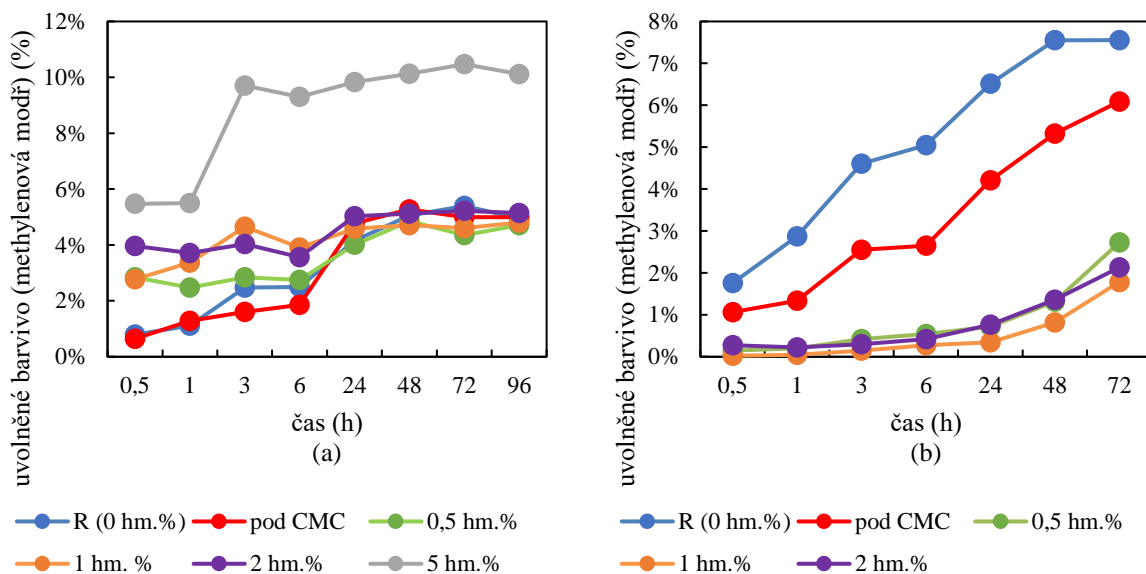 uvolněné barvivo (methylenová modř) (%)
12%
10%
8%
6%
4%
2%
0%
0,5 1 3 6 24 48 72 96
čas (h)
(a)
R (0 hm.%) pod CMC 0,5 hm.%
1 hm. % 2 hm.% 5 hm.%
uvolněné barvivo (methylenová modř) (%)
8%
7%
6%
5%
4%
3%
2%
1%
0%
0,5 1 3 6 24 48 72
čas (h)
(b)
R (0 hm.%) pod CMC 0,5 hm.%
1 hm.% 2 hm.%